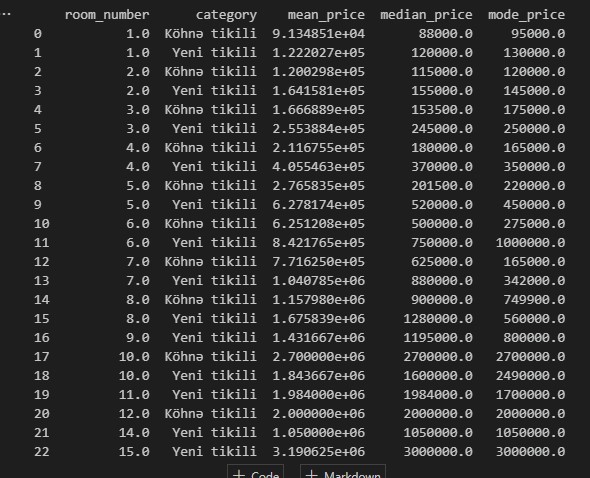 ... room_number category mean_price median_price mode_price
0 1.0 Köhnə tikili 9.134851e+04 88000.0 95000.0
1 1.0 Yeni tikili 1.222027e+05 120000.0 130000.0
2 2.0 Köhnə tikili 1.200298e+05 115000.0 120000.0
3 2.0 Yeni tikili 1.641581e+05 155000.0 145000.0
4 3.0 Köhnə tikili 1.666889e+05 153500.0 175000.0
5 3.0 Yeni tikili 2.553884e+05 245000.0 250000.0
6 4.0 Köhnə tikili 2.116755e+05 180000.0 165000.0
7 4.0 Yeni tikili 4.055463e+05 370000.0 350000.0
8 5.0 Köhnə tikili 2.765835e+05 201500.0 220000.0
9 5.0 Yeni tikili 6.278174e+05 520000.0 450000.0
10 6.0 Köhnə tikili 6.251208e+05 500000.0 275000.0
11 6.0 Yeni tikili 8.421765e+05 750000.0 1000000.0
12 7.0 Köhnə tikili 7.716250e+05 625000.0 165000.0
13 7.0 Yeni tikili 1.040785e+06 880000.0 342000.0
14 8.0 Köhnə tikili 1.157980e+06 900000.0 749900.0
15 8.0 Yeni tikili 1.675839e+06 1280000.0 560000.0
16 9.0 Yeni tikili 1.431667e+06 1195000.0 800000.0
17 10.0 Köhnə tikili 2.700000e+06 2700000.0 2700000.0
18 10.0 Yeni tikili 1.843667e+06 1600000.0 2490000.0
19 11.0 Yeni tikili 1.984000e+06 1984000.0 1700000.0
20 12.0 Köhnə tikili 2.000000e+06 2000000.0 2000000.0
21 14.0 Yeni tikili 1.050000e+06 1050000.0 1050000.0
22 15.0 Yeni tikili 3.190625e+06 3000000.0 3000000.0
+ Code + Markdown